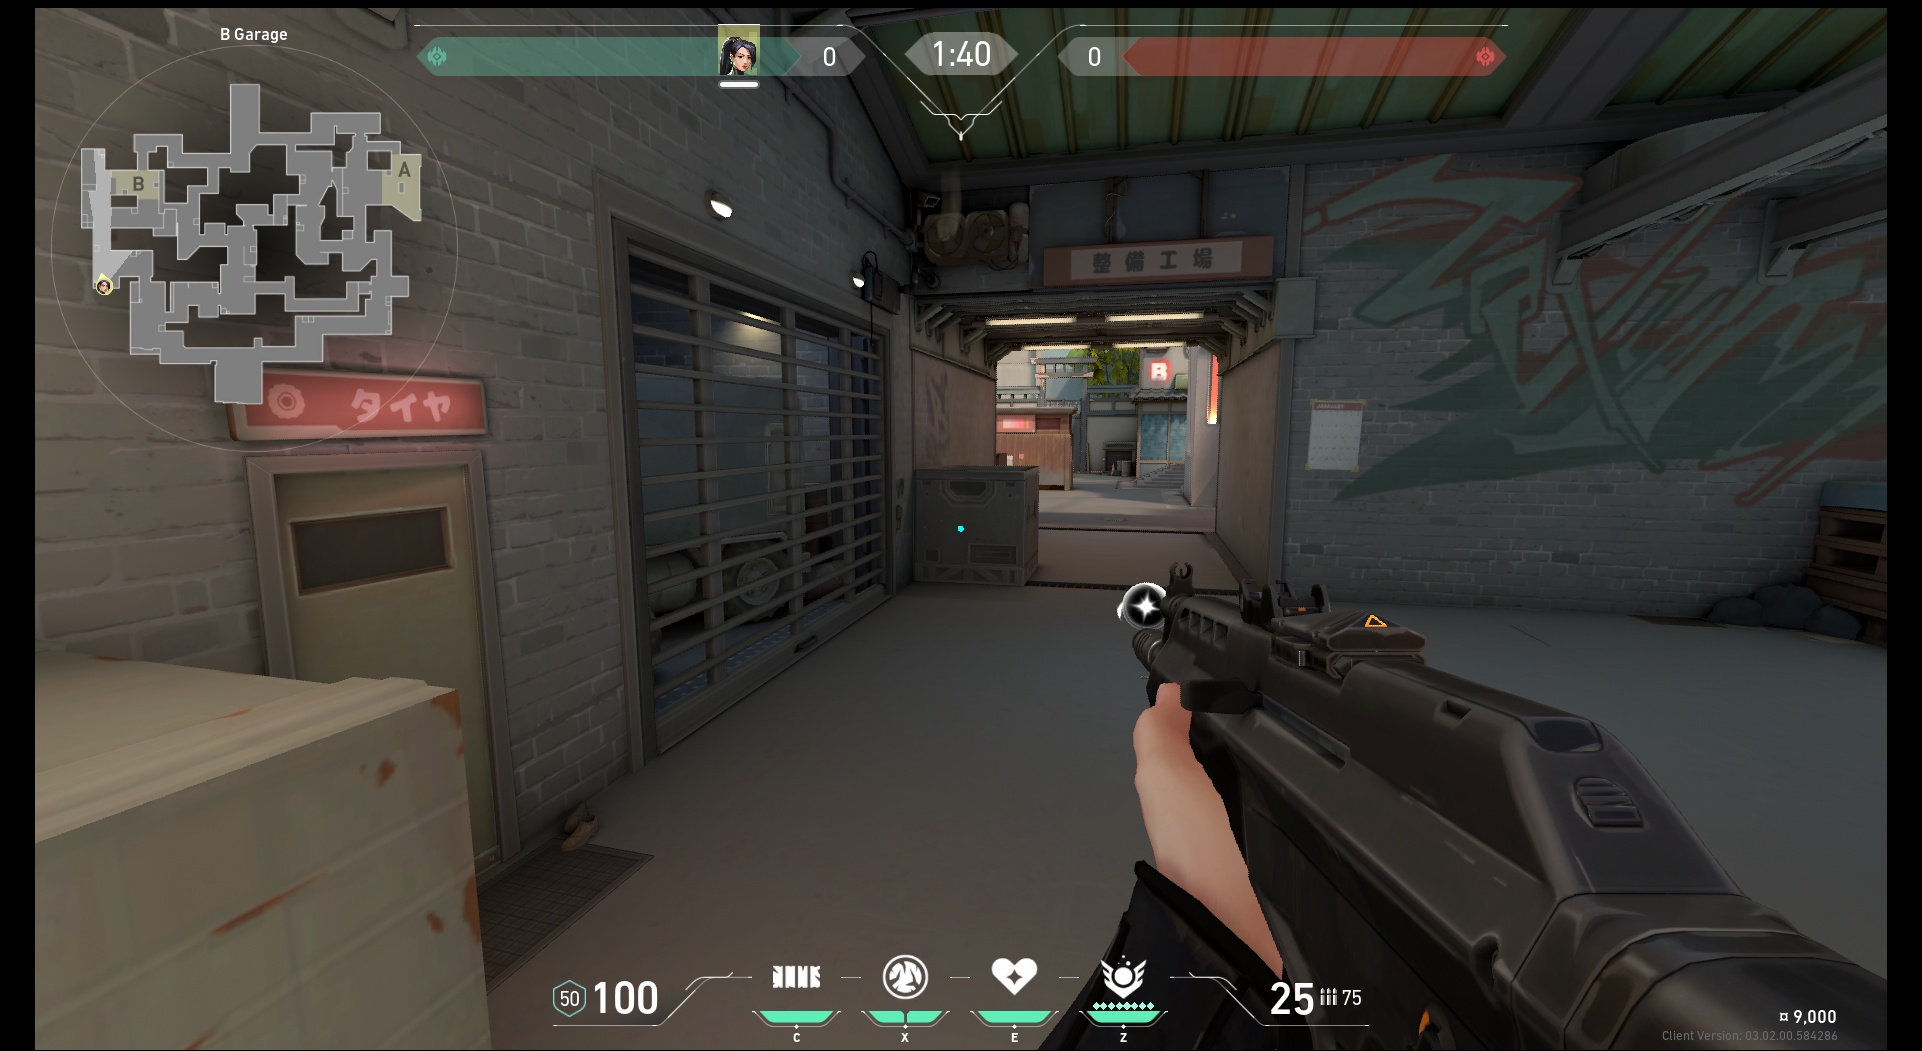 B Garage
0
1:40
0
B
A
整備工場
B
JANUARY
タイヤ
50
100
25
75
C
X
E
Z
¤ 9,000
Client Version: 03.02.00.584286